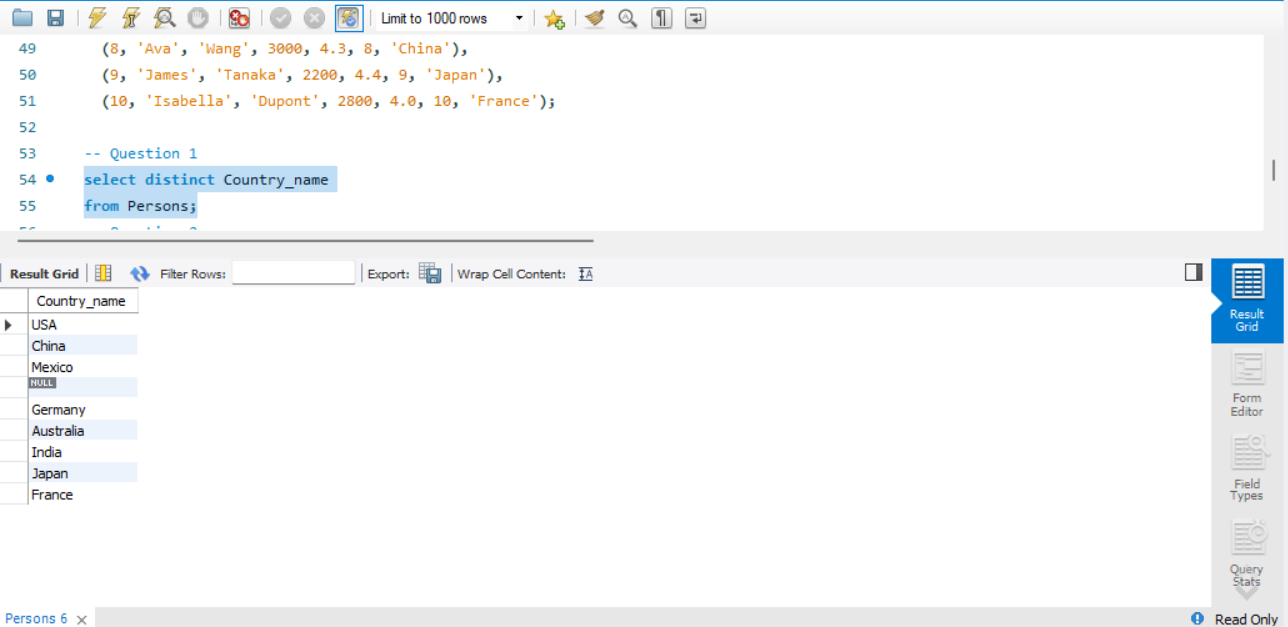 Limit to 1000 rows
49 (8, 'Ava', 'Wang', 3000, 4.3, 8, 'China'),
50 (9, 'James', 'Tanaka', 2200, 4.4, 9, 'Japan'),
51 (10, 'Isabella', 'Dupont', 2800, 4.0, 10, 'France');
52
53 -- Question 1
54 select distinct Country_name
55 from Persons;
Result Grid Filter Rows: Export: Wrap Cell Content: IA
Country_name
USA
China
Mexico
NULL
Germany
Australia
India
Japan
France
Result
Grid
Form
Editor
Field
Types
Query
Stats
Persons 6
Read Only